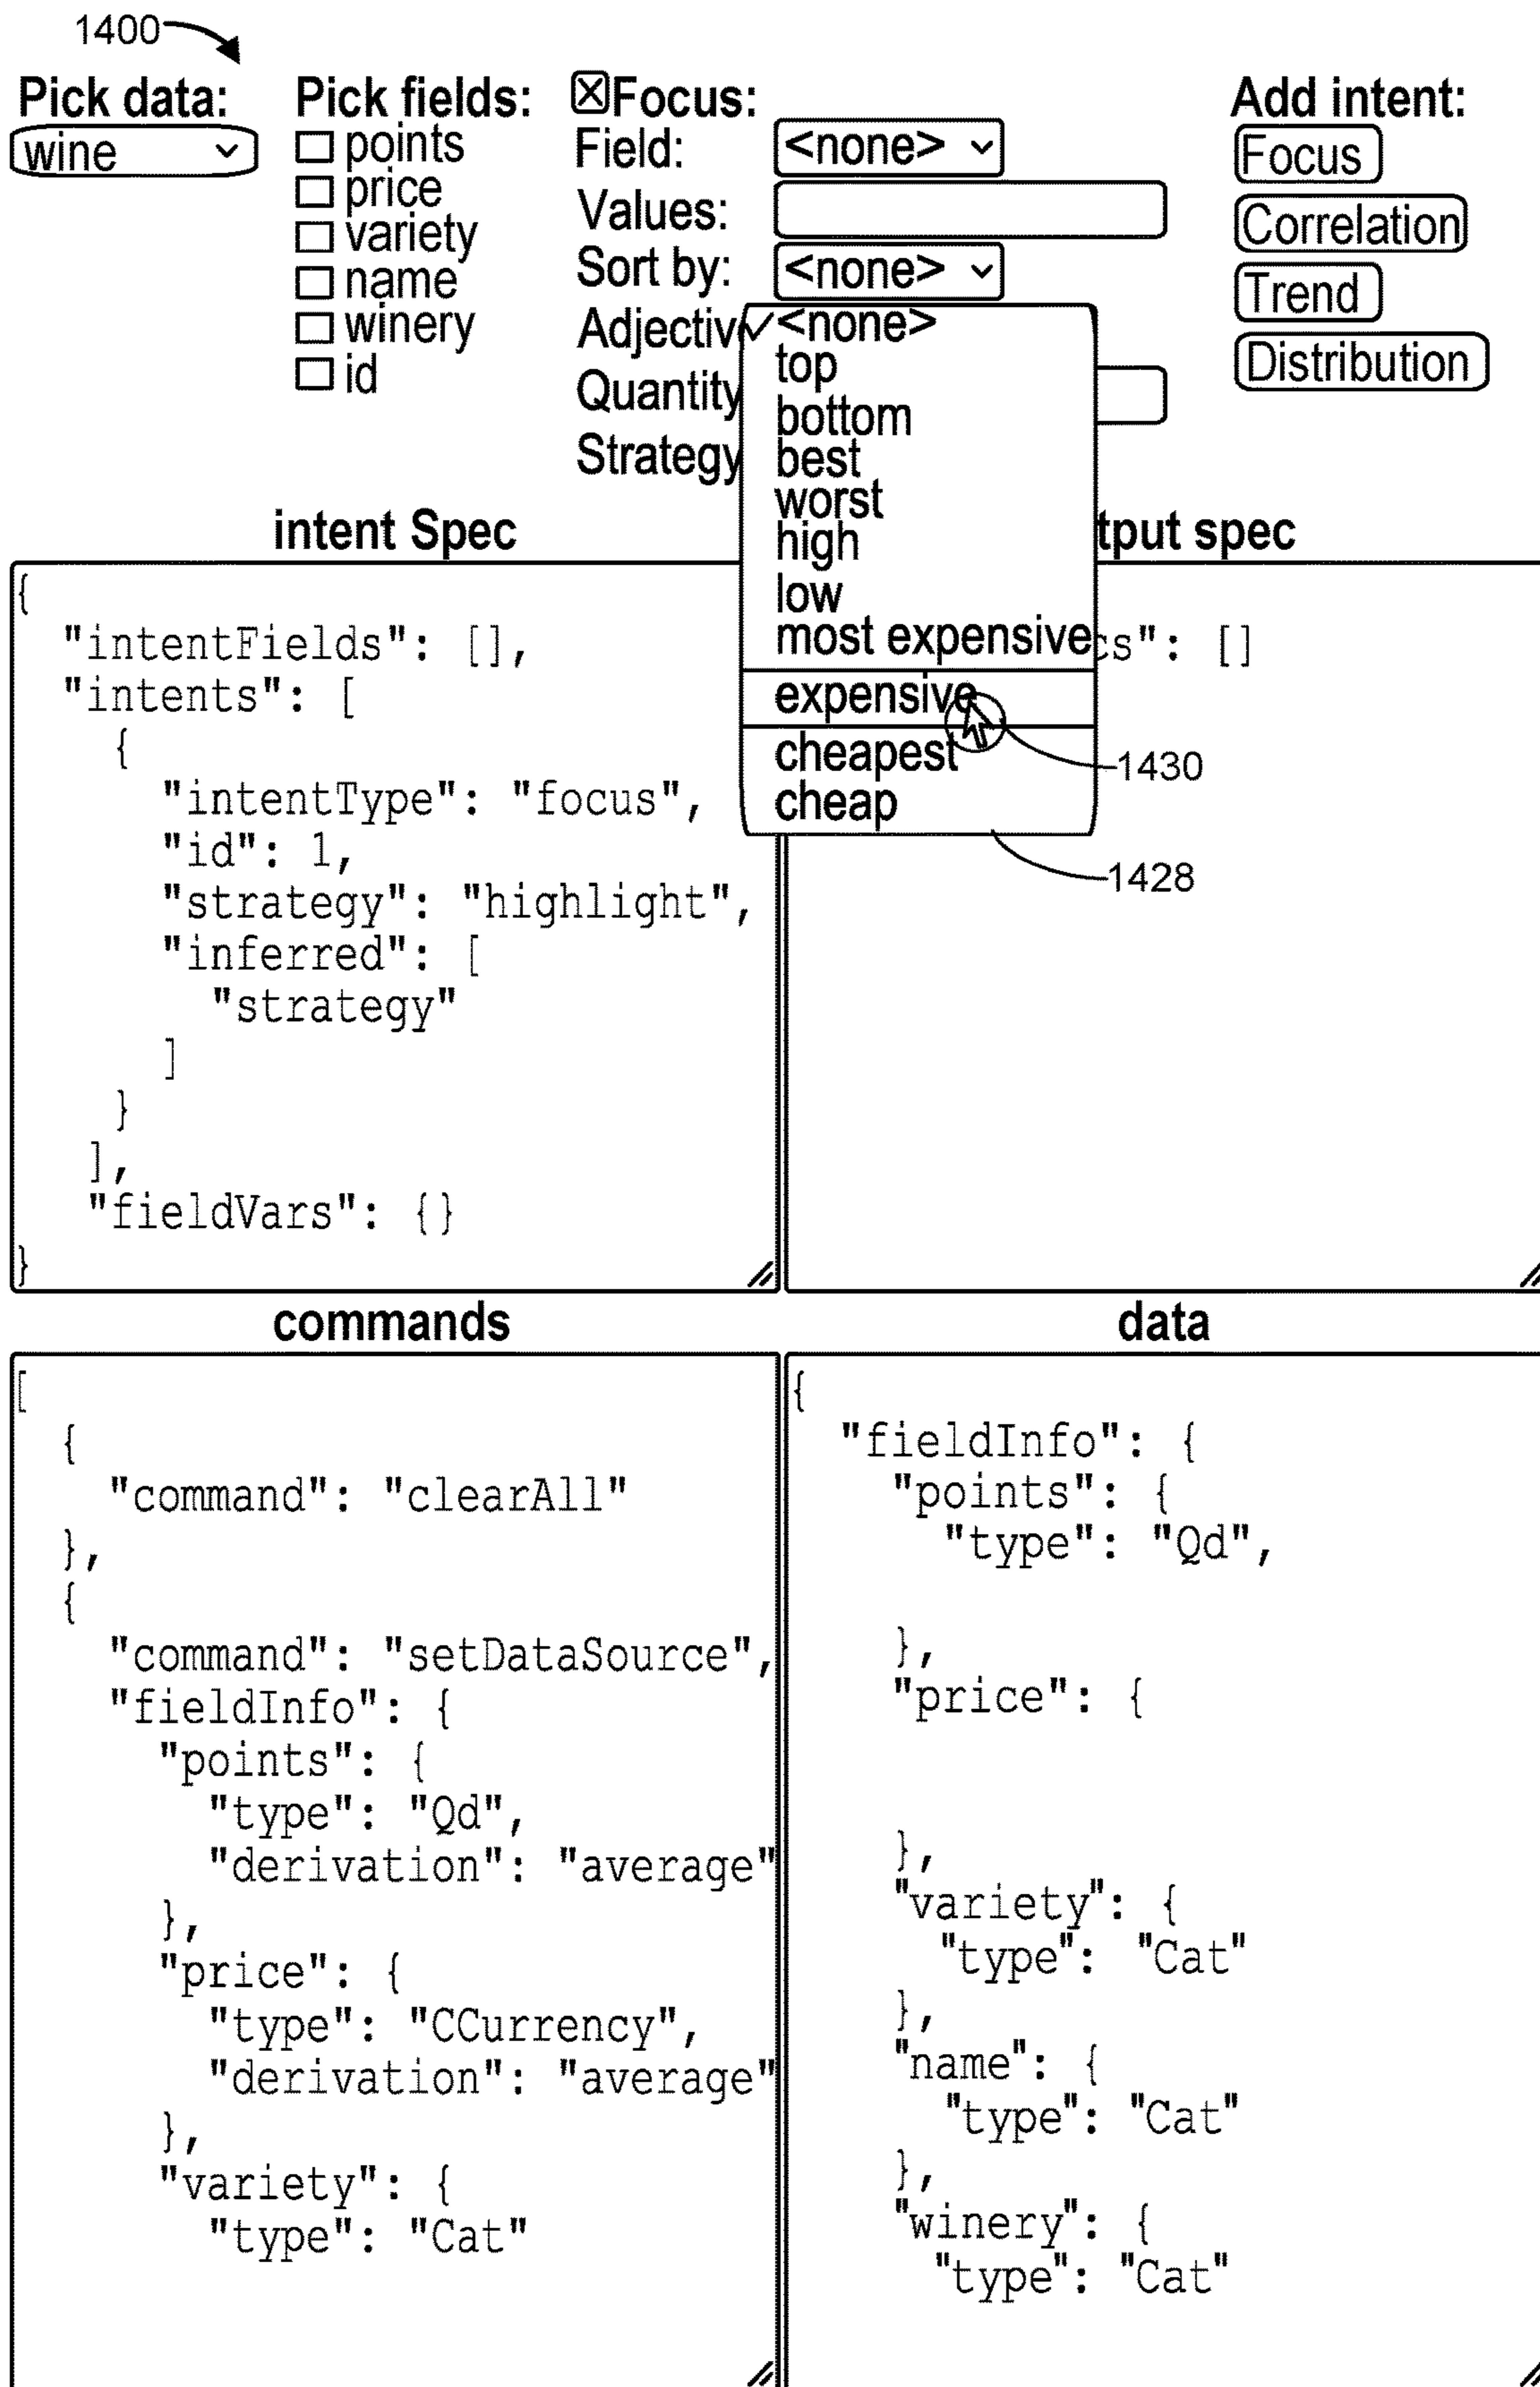 1400
Pick data:
wine
Pick fields:
points
price
variety
name
winery
id
Focus:
Field: <none>
Values:
Sort by: <none>
Adjectiv
Quantity
Strategy
<none>
top
bottom
best
worst
high
low
most expensive
expensive
cheapest
cheap
1430
1428
Add intent:
Focus
Correlation
Trend
Distribution
intent Spec
{
"intentFields": [],
"intents": [
{
"intentType": "focus",
"id": 1,
"strategy": "highlight",
"inferred": [
"strategy"
]
}
],
"fieldVars": {}
}
tput spec
cs": []
commands
[
{
"command": "clearAll"
},
{
"command": "setDataSource",
"fieldInfo": {
"points": {
"type": "Qd",
"derivation": "average"
},
"price": {
"type": "CCurrency",
"derivation": "average"
},
"variety": {
"type": "Cat"
data
{
"fieldInfo": {
"points": {
"type": "Qd",
},
"price": {
},
"variety": {
"type": "Cat"
},
"name": {
"type": "Cat"
},
"winery": {
"type": "Cat"